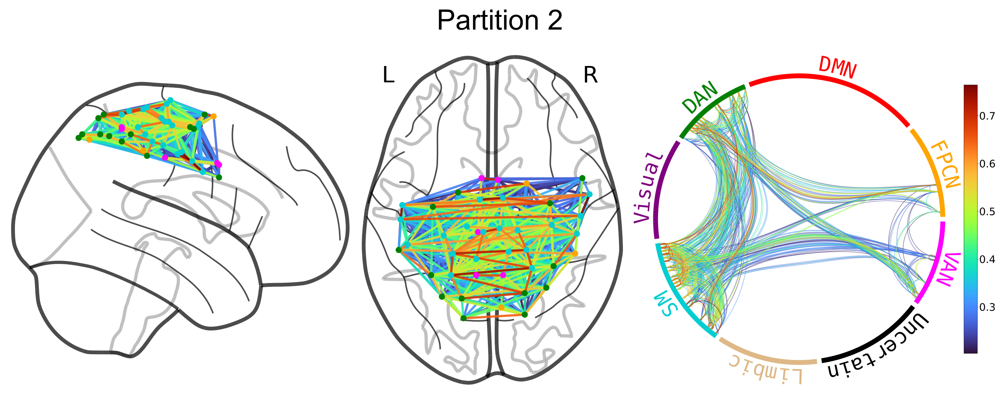 Partition 2
L
R
DMN
DAN
FPCN
Visual
VAN
SM
Uncertain
Limbic
0.7
0.6
0.5
0.4
0.3